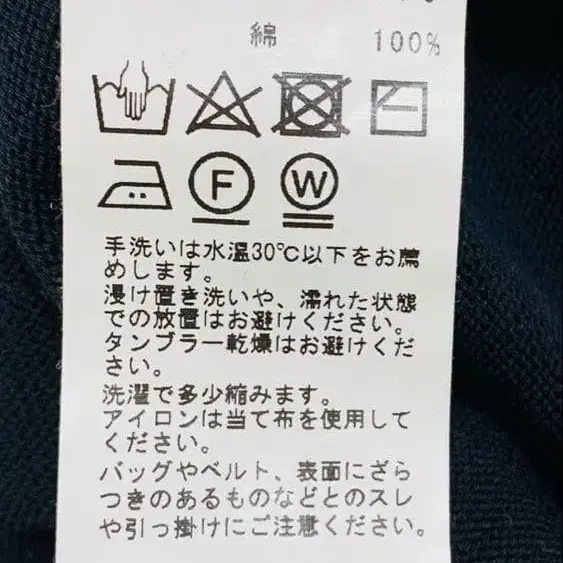 綿 100%
F W
手洗いは水温30℃以下をお薦
めします。
浸け置き洗いや、濡れた状態
での放置はお避けください。
タンブラー乾燥はお避けくだ
さい。
洗濯で多少縮みます。
アイロンは当て布を使用して
ください。
バッグやベルト、表面にざら
つきのあるものなどとのスレ
や引っ掛けにご注意ください。